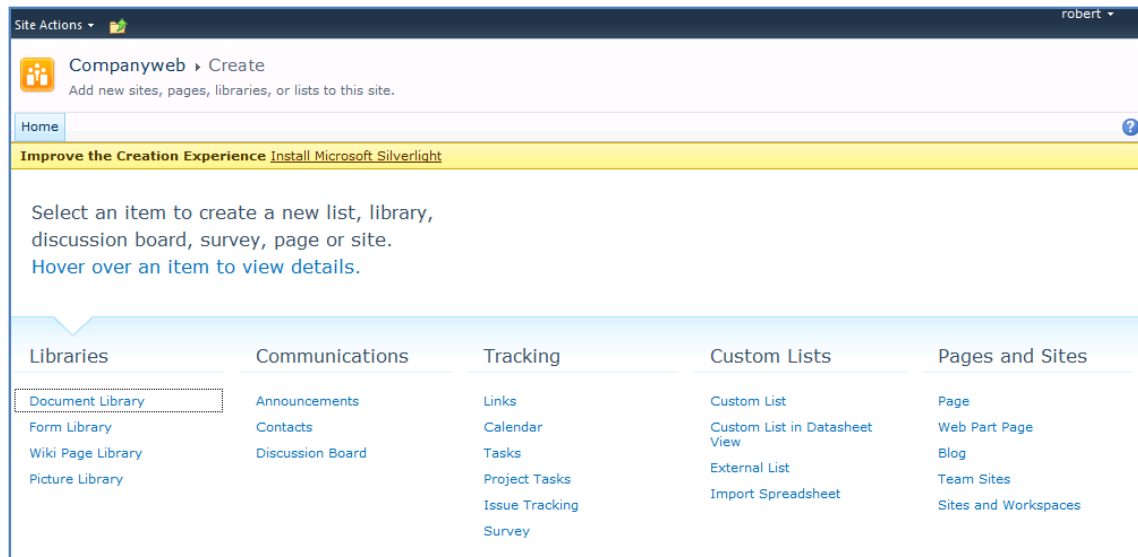 Site Actions
robert
Companyweb ▸ Create
Add new sites, pages, libraries, or lists to this site.
Home
Improve the Creation Experience Install Microsoft Silverlight
Select an item to create a new list, library,
discussion board, survey, page or site.
Hover over an item to view details.
Libraries
Document Library
Form Library
Wiki Page Library
Picture Library
Communications
Announcements
Contacts
Discussion Board
Tracking
Links
Calendar
Tasks
Project Tasks
Issue Tracking
Survey
Custom Lists
Custom List
Custom List in Datasheet
View
External List
Import Spreadsheet
Pages and Sites
Page
Web Part Page
Blog
Team Sites
Sites and Workspaces